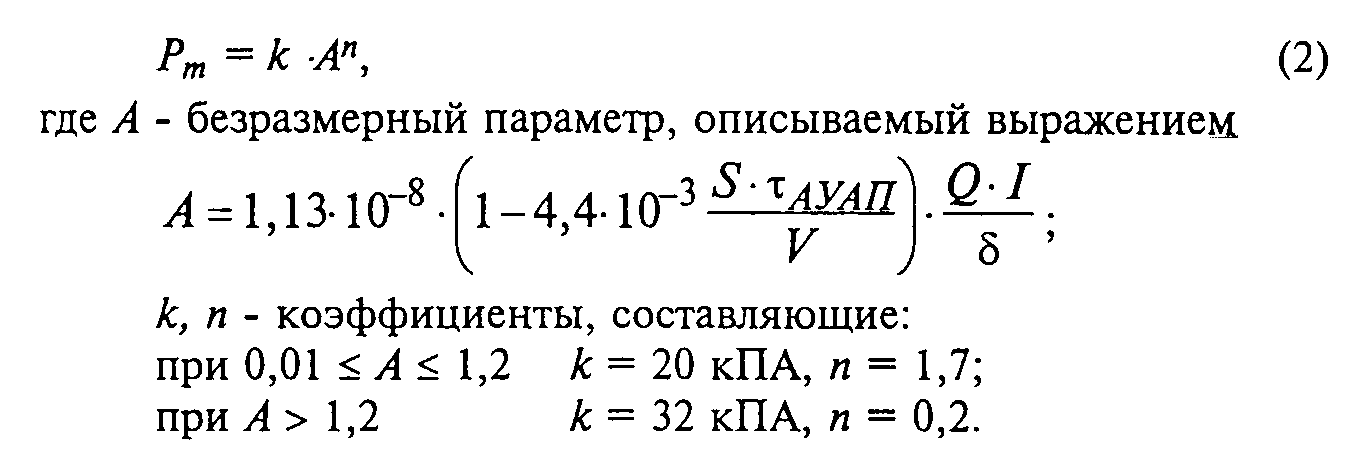 P_m = k ·Aⁿ, (2)
где A - безразмерный параметр, описываемый выражением
A = 1,13·10⁻⁸ · (1 – 4,4·10⁻³ (S · τ_АУАП)/V) · (Q · I)/δ ;
k, n - коэффициенты, составляющие:
при 0,01 ≤ A ≤ 1,2 k = 20 кПА, n = 1,7;
при A > 1,2 k = 32 кПА, n = 0,2.